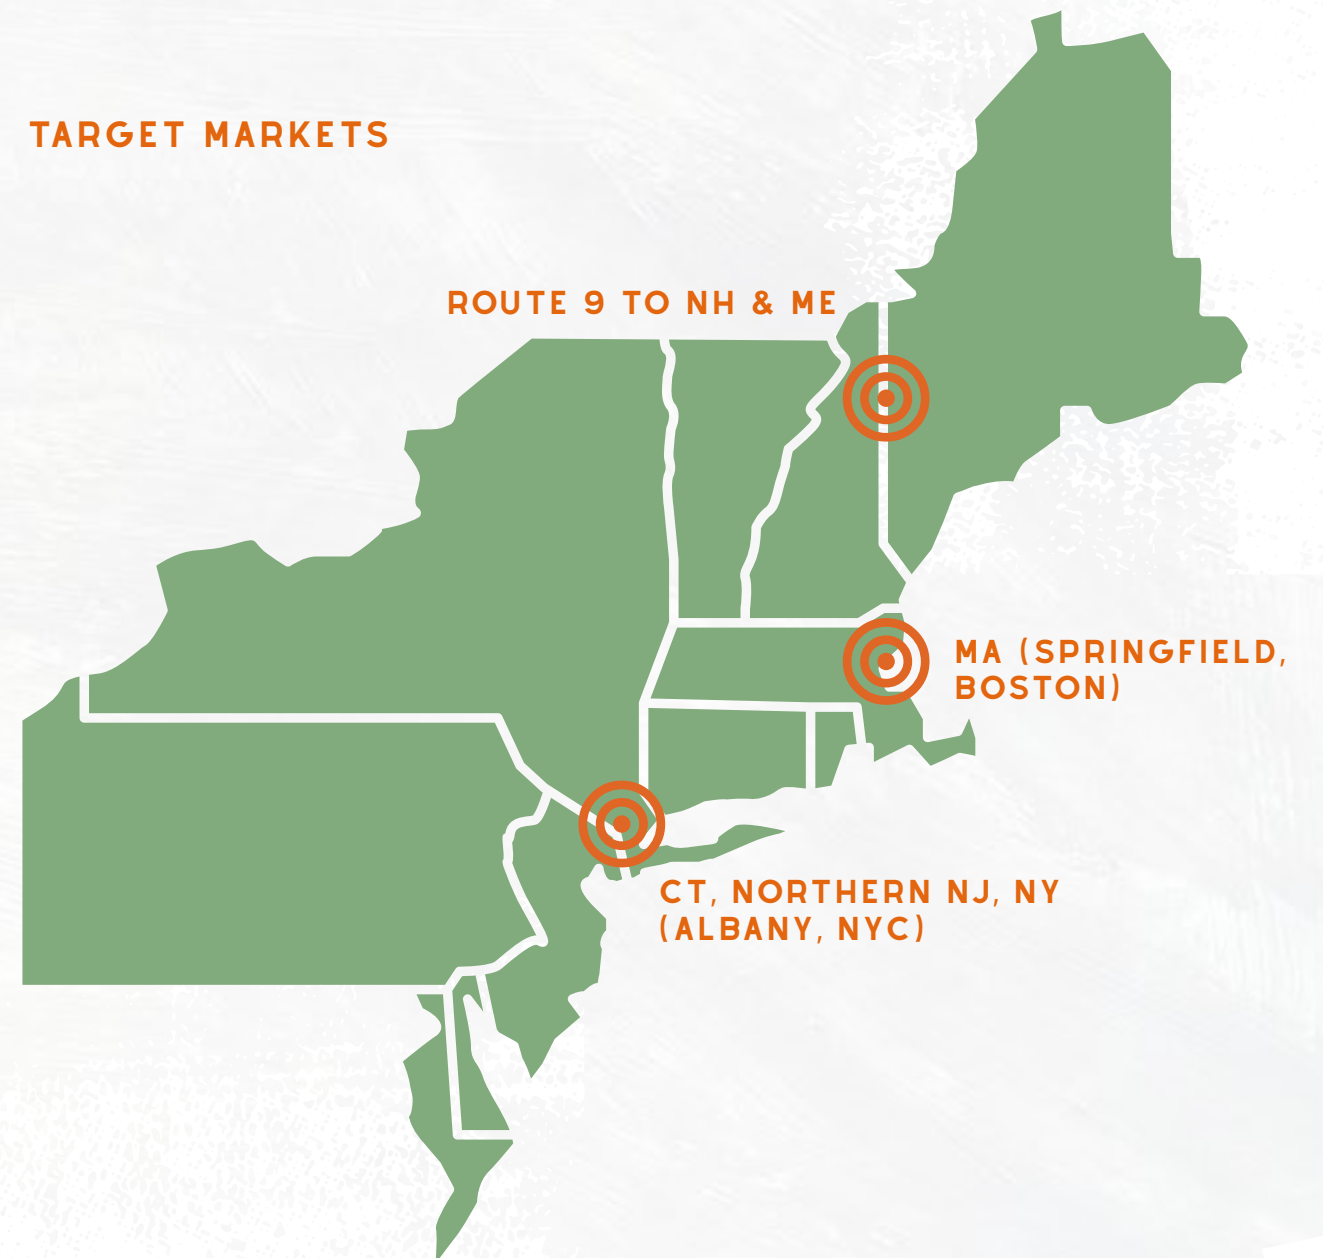 TARGET MARKETS
ROUTE 9 TO NH & ME
MA (SPRINGFIELD,
BOSTON)
CT, NORTHERN NJ, NY
(ALBANY, NYC)